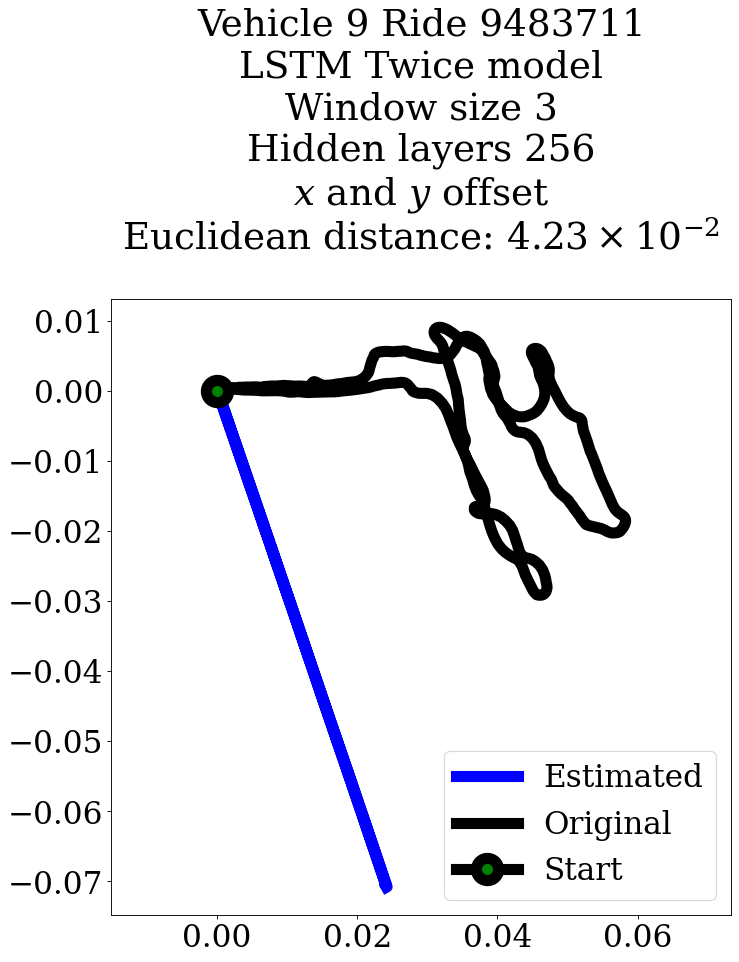 Vehicle 9 Ride 9483711
LSTM Twice model
Window size 3
Hidden layers 256
x and y offset
Euclidean distance: 4.23 × 10⁻²
0.01
0.00
−0.01
−0.02
−0.03
−0.04
−0.05
−0.06
−0.07
Estimated
Original
Start
0.00 0.02 0.04 0.06